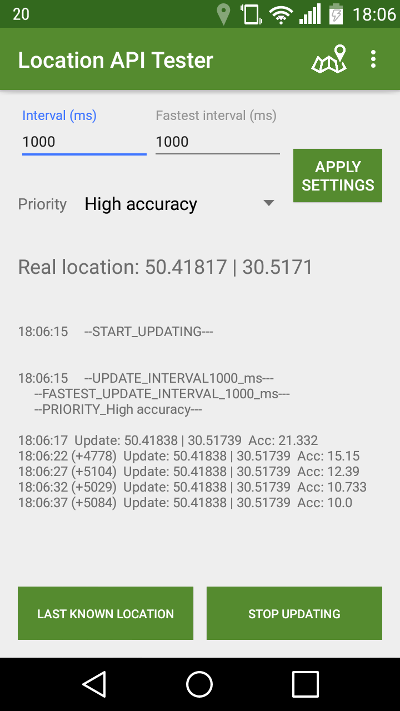 20 18:06
Location API Tester
Interval (ms) Fastest interval (ms)
1000 1000
APPLY
SETTINGS
Priority High accuracy
Real location: 50.41817 | 30.5171
18:06:15 --START_UPDATING---
18:06:15 --UPDATE_INTERVAL1000_ms---
--FASTEST_UPDATE_INTERVAL_1000_ms---
--PRIORITY_High accuracy---
18:06:17 Update: 50.41838 | 30.51739 Acc: 21.332
18:06:22 (+4778) Update: 50.41838 | 30.51739 Acc: 15.15
18:06:27 (+5104) Update: 50.41838 | 30.51739 Acc: 12.39
18:06:32 (+5029) Update: 50.41838 | 30.51739 Acc: 10.733
18:06:37 (+5084) Update: 50.41838 | 30.51739 Acc: 10.0
LAST KNOWN LOCATION STOP UPDATING